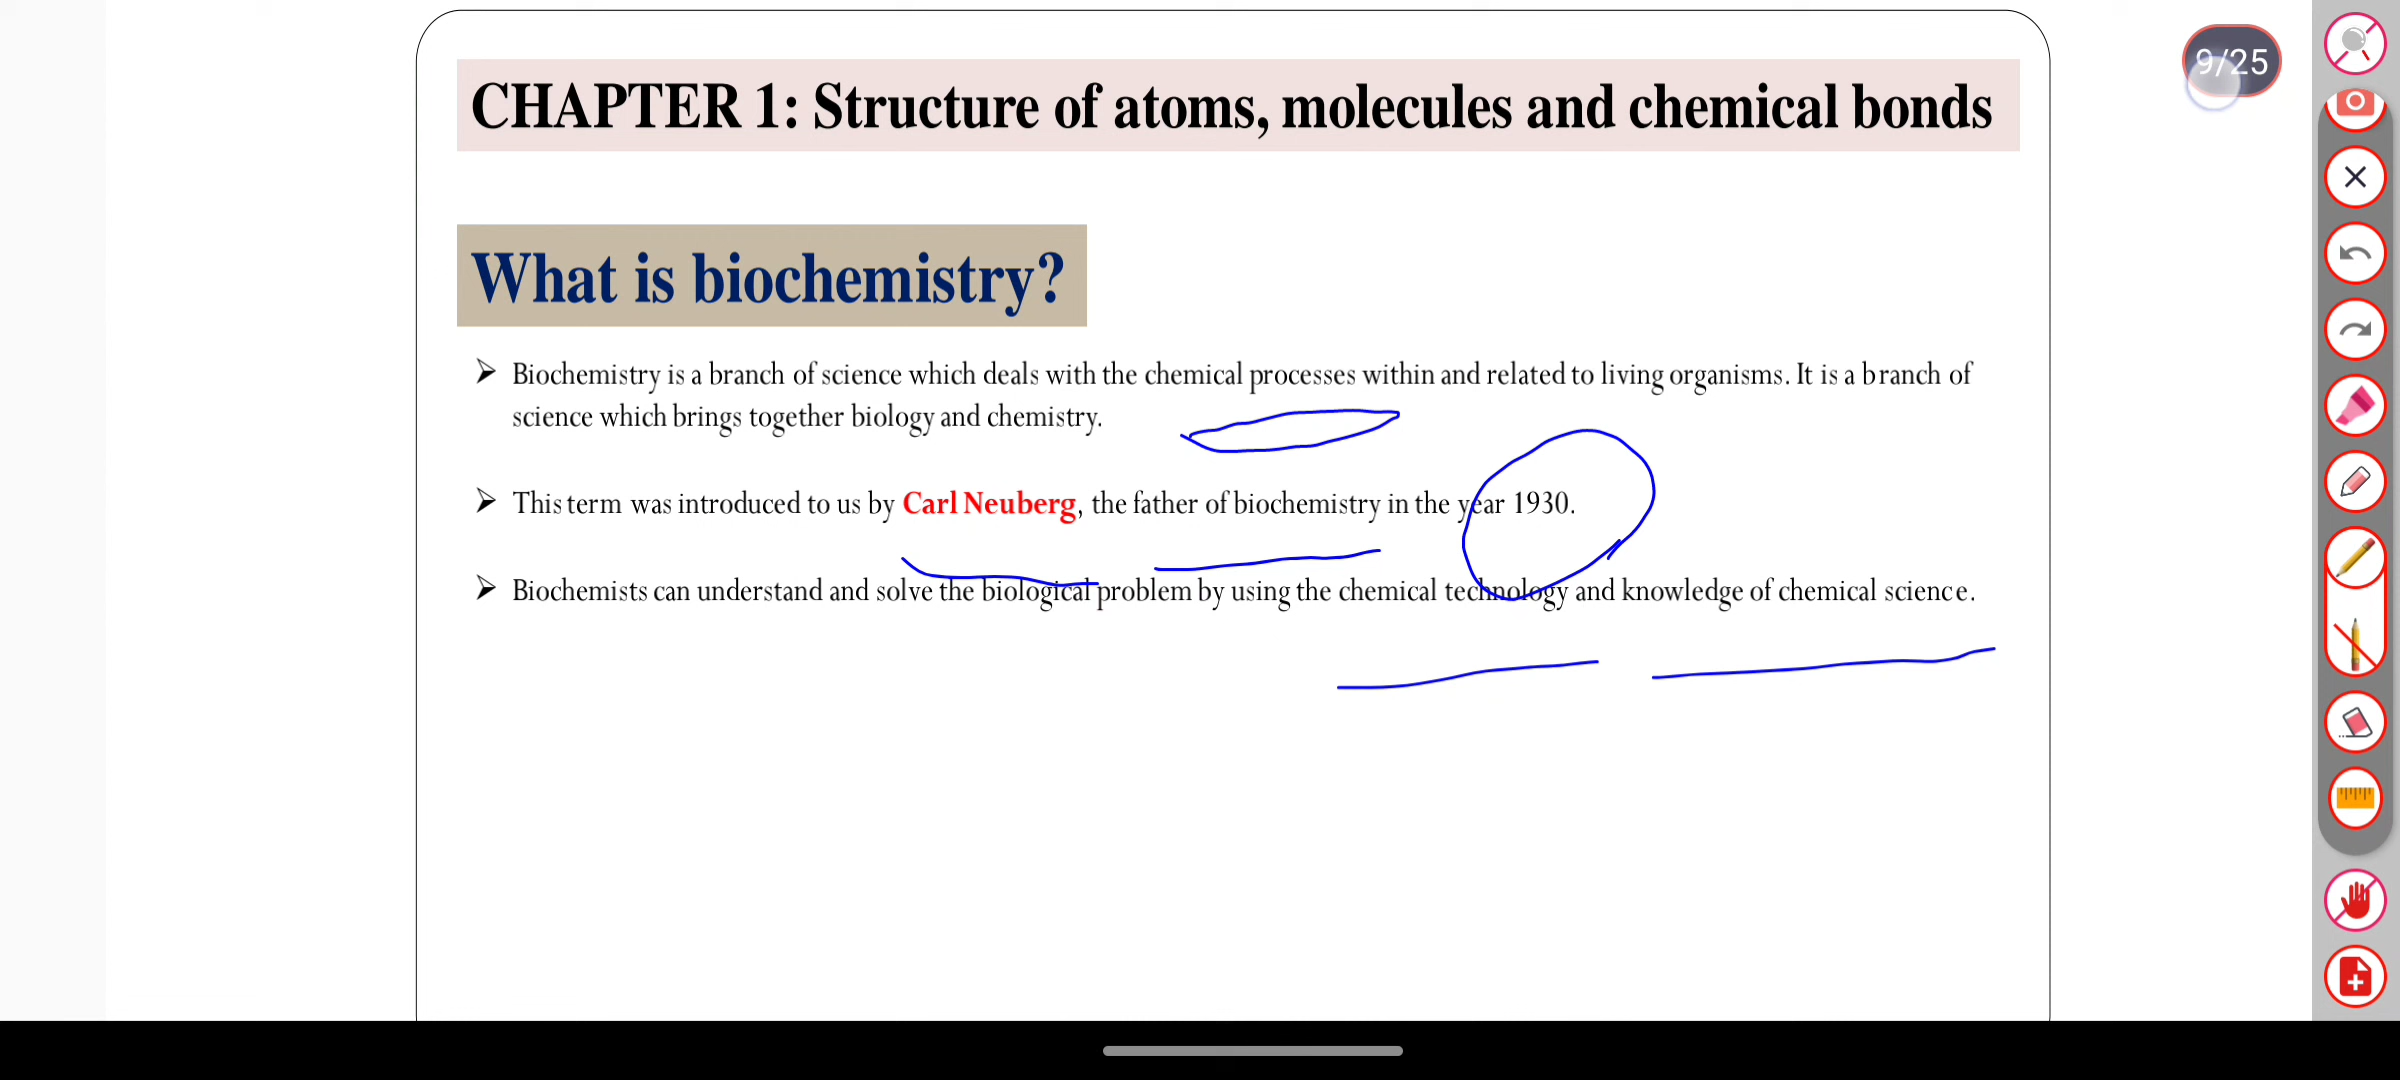 CHAPTER 1: Structure of atoms, molecules and chemical bonds
9/25
What is biochemistry?
➢ Biochemistry is a branch of science which deals with the chemical processes within and related to living organisms. It is a branch of
science which brings together biology and chemistry.
➢ This term was introduced to us by Carl Neuberg, the father of biochemistry in the year 1930.
➢ Biochemists can understand and solve the biological problem by using the chemical technology and knowledge of chemical science.